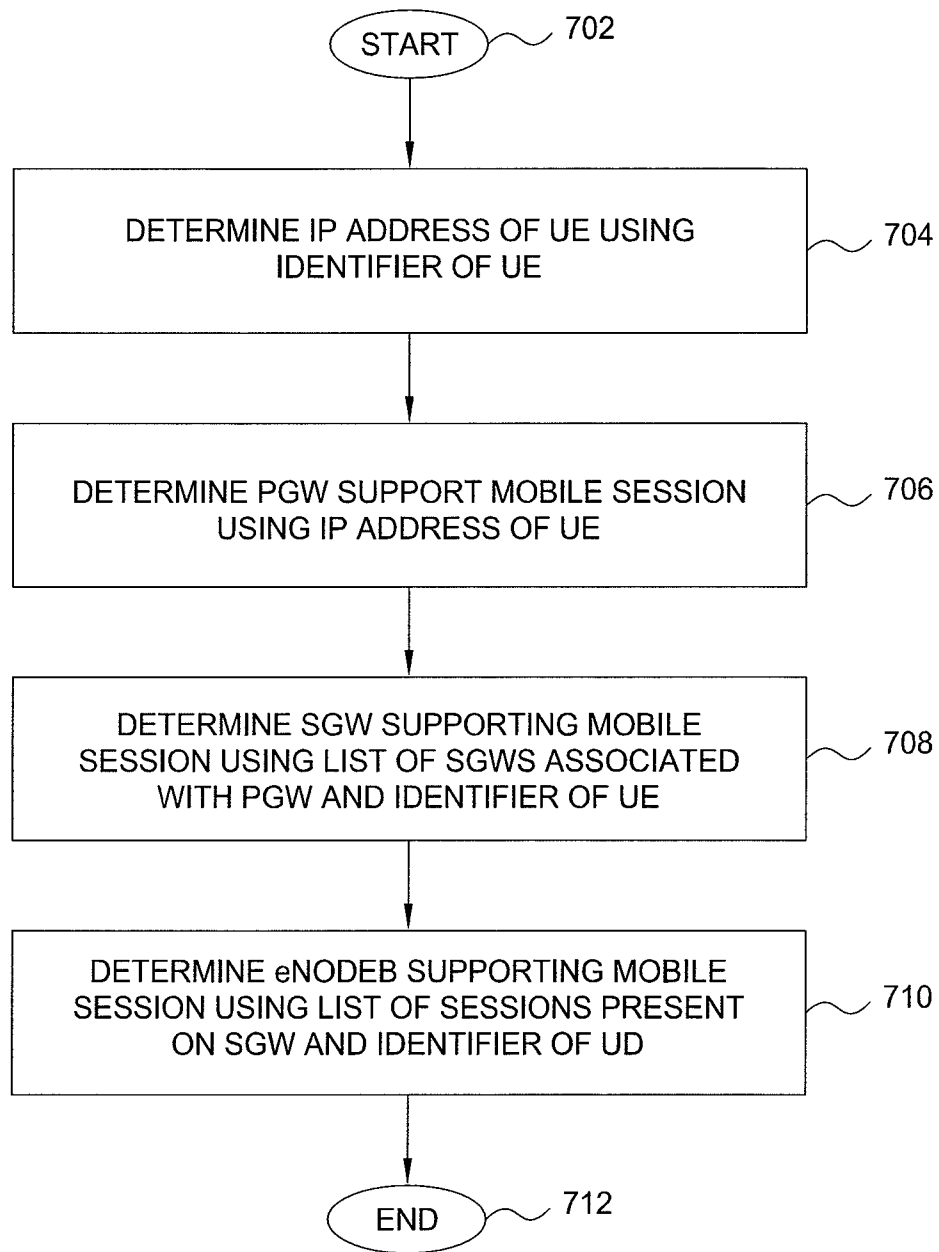 START
702
DETERMINE IP ADDRESS OF UE USING
IDENTIFIER OF UE
704
DETERMINE PGW SUPPORT MOBILE SESSION
USING IP ADDRESS OF UE
706
DETERMINE SGW SUPPORTING MOBILE
SESSION USING LIST OF SGWS ASSOCIATED
WITH PGW AND IDENTIFIER OF UE
708
DETERMINE eNODEB SUPPORTING MOBILE
SESSION USING LIST OF SESSIONS PRESENT
ON SGW AND IDENTIFIER OF UD
710
END
712